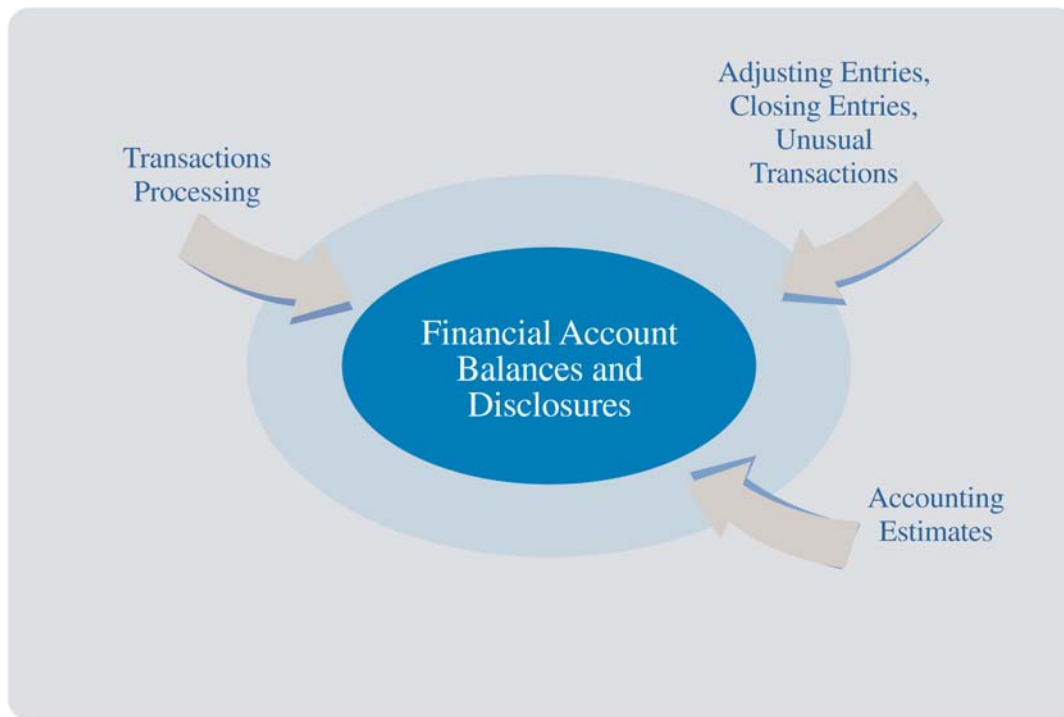 Adjusting Entries,
Closing Entries,
Unusual
Transactions
Transactions
Processing
Financial Account
Balances and
Disclosures
Accounting
Estimates